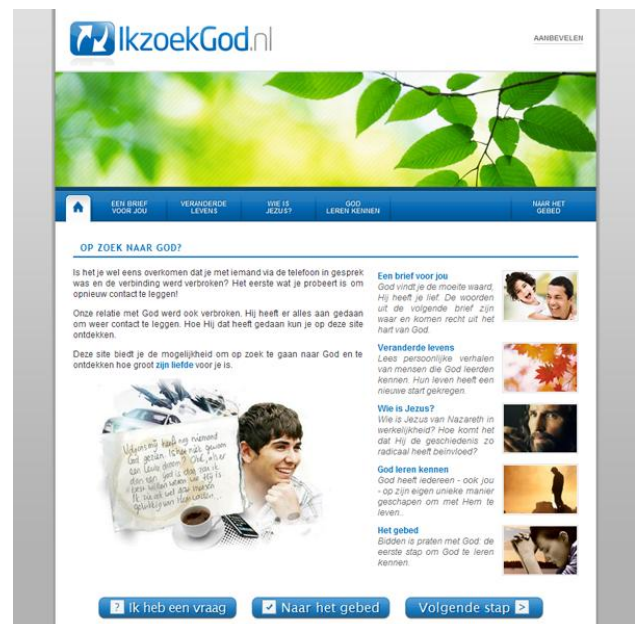 IkzoekGod.nl
AANBEVELEN
EEN BRIEF
VOOR JOU
VERANDERDE
LEVENS
WIE IS
JEZUS?
GOD
LEREN KENNEN
NAAR HET
GEBED
OP ZOEK NAAR GOD?
Is het je wel eens overkomen dat je met iemand via de telefoon in gesprek
was en de verbinding werd verbroken? Het eerste wat je probeert is om
opnieuw contact te leggen!
Onze relatie met God werd ook verbroken. Hij heeft er alles aan gedaan
om weer contact te leggen. Hoe Hij dat heeft gedaan kun je op deze site
ontdekken.
Deze site biedt je de mogelijkheid om op zoek te gaan naar God en te
ontdekken hoe groot zijn liefde voor je is.
Een brief voor jou
God vindt je de moeite waard,
Hij heeft je lief. De woorden
uit de volgende brief zijn
waar en komen recht uit het
hart van God.
Veranderde levens
Lees persoonlijke verhalen
van mensen die God leerden
kennen. Hun leven heeft een
nieuwe start gekregen.
Wie is Jezus?
Wie is Jezus van Nazareth in
werkelijkheid? Hoe komt het
dat Hij de geschiedenis zo
radicaal heeft beïnvloed?
God leren kennen
God heeft iedereen - ook jou
- op zijn eigen unieke manier
geschapen om met Hem te
leven..
Het gebed
Bidden is praten met God: de
eerste stap om God te leren
kennen.
Volgens mij heeft nog niemand
God gezien.
? Ik heb een vraag
Naar het gebed
Volgende stap >